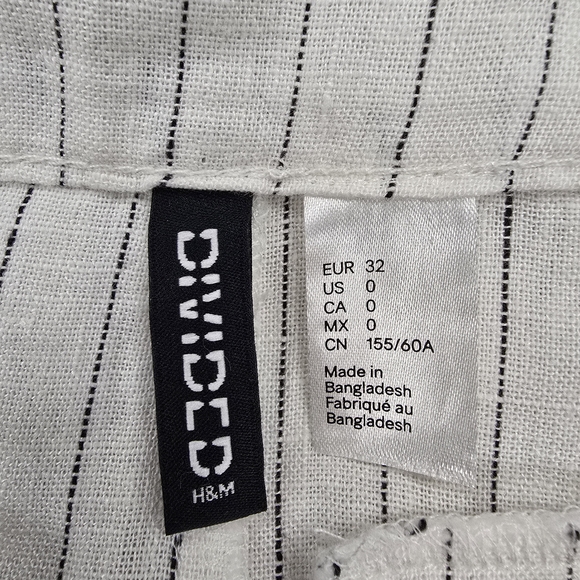 DIVIDED
H&M
EUR 32
US 0
CA 0
MX 0
CN 155/60A
Made in
Bangladesh
Fabriqué au
Bangladesh